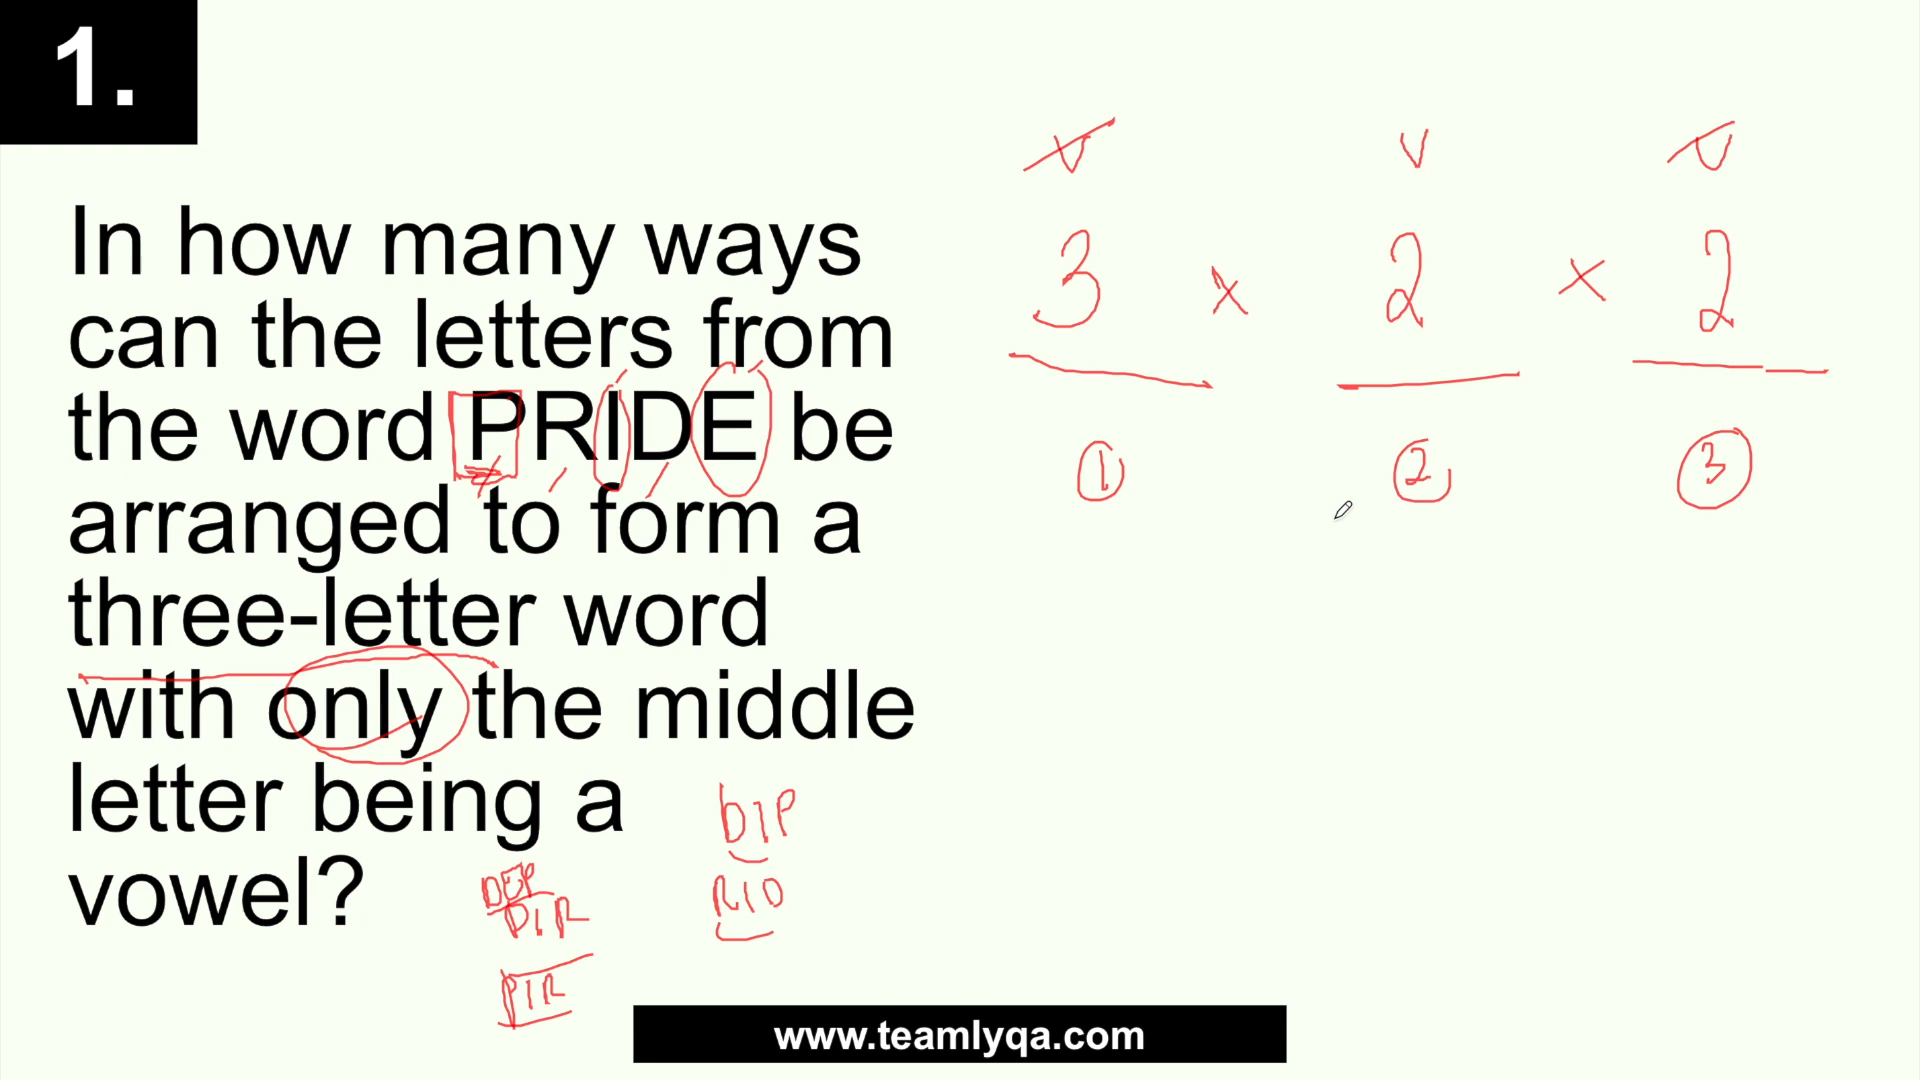 1.
In how many ways
can the letters from
the word PRIDE be
arranged to form a
three-letter word
with only the middle
letter being a
vowel?
V V V
3 x 2 x 2
1 2 3
DIP
RID
DEP
DIR
PIR
www.teamlyqa.com